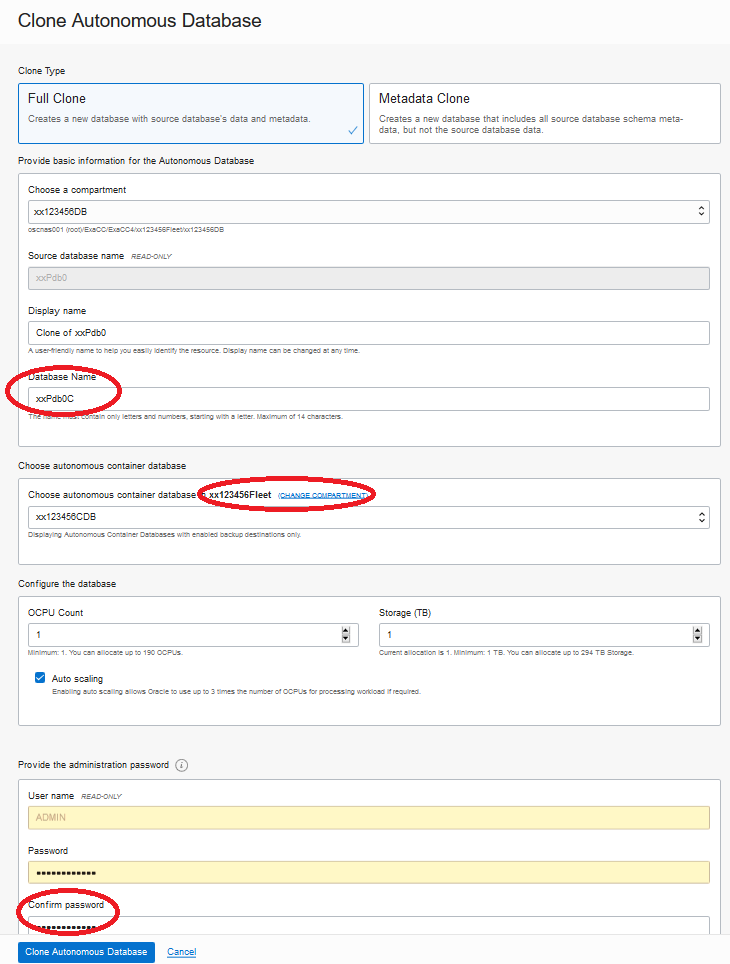 Clone Autonomous Database
Clone Type
Full Clone
Creates a new database with source database's data and metadata.
Metadata Clone
Creates a new database that includes all source database schema meta-
data, but not the source database data.
Provide basic information for the Autonomous Database
Choose a compartment
xx123456DB
oscnas001 (root)/ExaCC/ExaCC4/xx123456Fleet/xx123456DB
Source database name READ-ONLY
xxPdb0
Display name
Clone of xxPdb0
A user-friendly name to help you easily identify the resource. Display name can be changed at any time.
Database Name
xxPdb0C
The name must contain only letters and numbers, starting with a letter. Maximum of 14 characters.
Choose autonomous container database
Choose autonomous container database in xx123456Fleet (CHANGE COMPARTMENT)
xx123456CDB
Displaying Autonomous Container Databases with enabled backup destinations only.
Configure the database
OCPU Count
1
Minimum: 1. You can allocate up to 190 OCPUs.
Storage (TB)
1
Current allocation is 1. Minimum: 1 TB. You can allocate up to 294 TB Storage.
Auto scaling
Enabling auto scaling allows Oracle to use up to 3 times the number of OCPUs for processing workload if required.
Provide the administration password i
User name READ-ONLY
ADMIN
Password
••••••••••••
Confirm password
••••••••••••
Clone Autonomous Database
Cancel